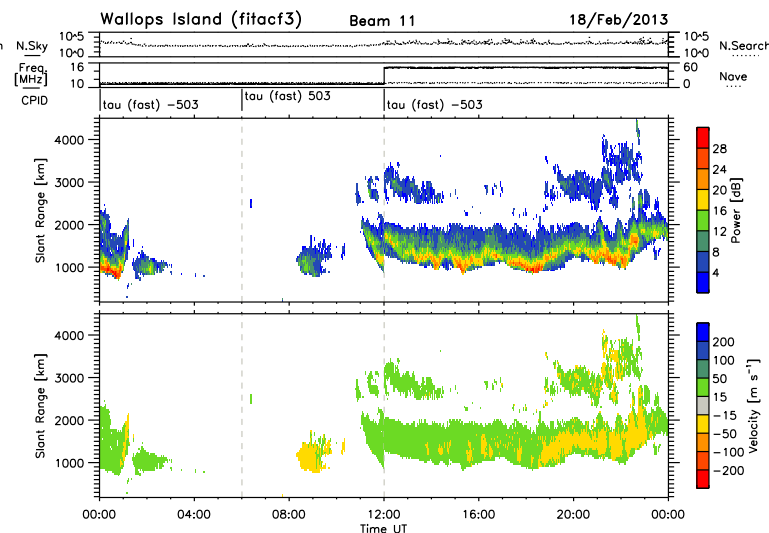 Wallops Island (fitacf3) Beam 11 18/Feb/2013
n N.Sky 10^5 10^0 10^5 10^0 N.Search
Freq. [MHz] 16 10 60 0 Nave
CPID tau (fast) -503 tau (fast) 503 tau (fast) -503
Slant Range [km]
4000
3000
2000
1000
Power [dB]
28
24
20
16
12
8
4
Slant Range [km]
4000
3000
2000
1000
Velocity [m s⁻¹]
200
100
50
15
-15
-50
-100
-200
00:00 04:00 08:00 12:00 16:00 20:00 00:00
Time UT